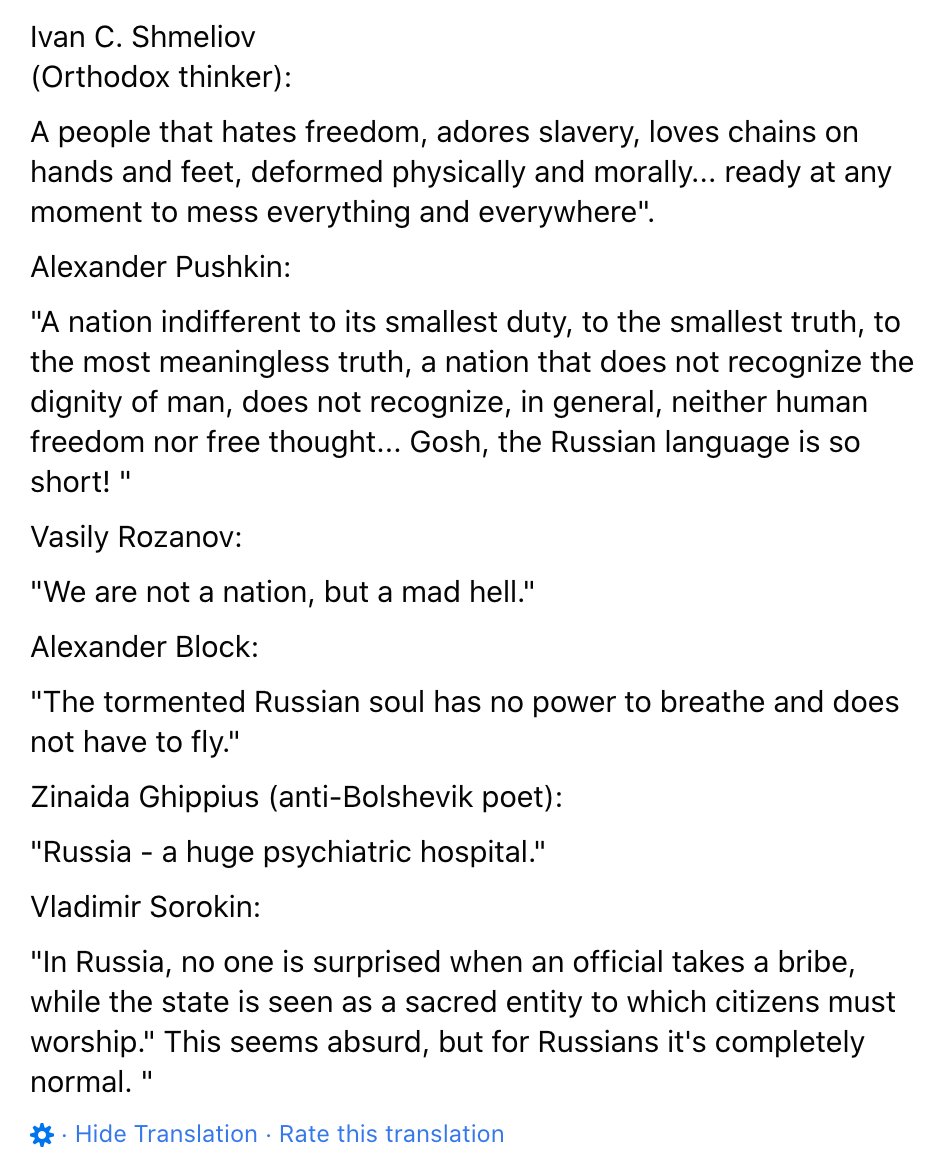 Ivan C. Shmeliov
(Orthodox thinker):
A people that hates freedom, adores slavery, loves chains on
hands and feet, deformed physically and morally... ready at any
moment to mess everything and everywhere".
Alexander Pushkin:
"A nation indifferent to its smallest duty, to the smallest truth, to
the most meaningless truth, a nation that does not recognize the
dignity of man, does not recognize, in general, neither human
freedom nor free thought... Gosh, the Russian language is so
short! "
Vasily Rozanov:
"We are not a nation, but a mad hell."
Alexander Block:
"The tormented Russian soul has no power to breathe and does
not have to fly."
Zinaida Ghippius (anti-Bolshevik poet):
"Russia - a huge psychiatric hospital."
Vladimir Sorokin:
"In Russia, no one is surprised when an official takes a bribe,
while the state is seen as a sacred entity to which citizens must
worship." This seems absurd, but for Russians it's completely
normal. "
· Hide Translation · Rate this translation